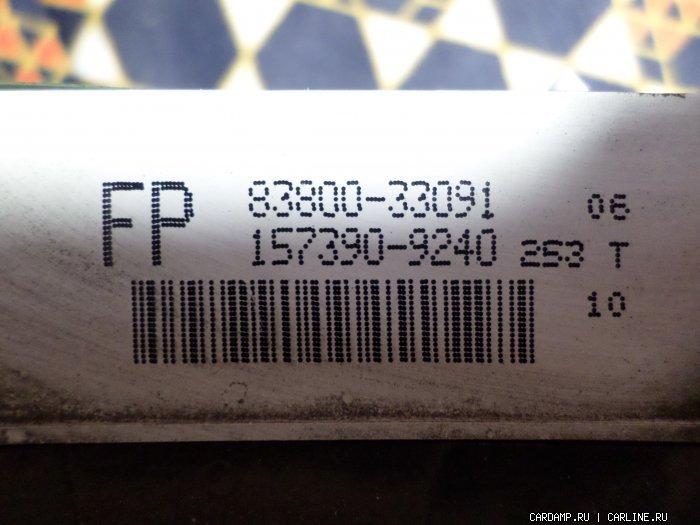 FP 83800-33091 06
157390-9240 253 T
10
CARDAMP.RU | CARLINE.RU